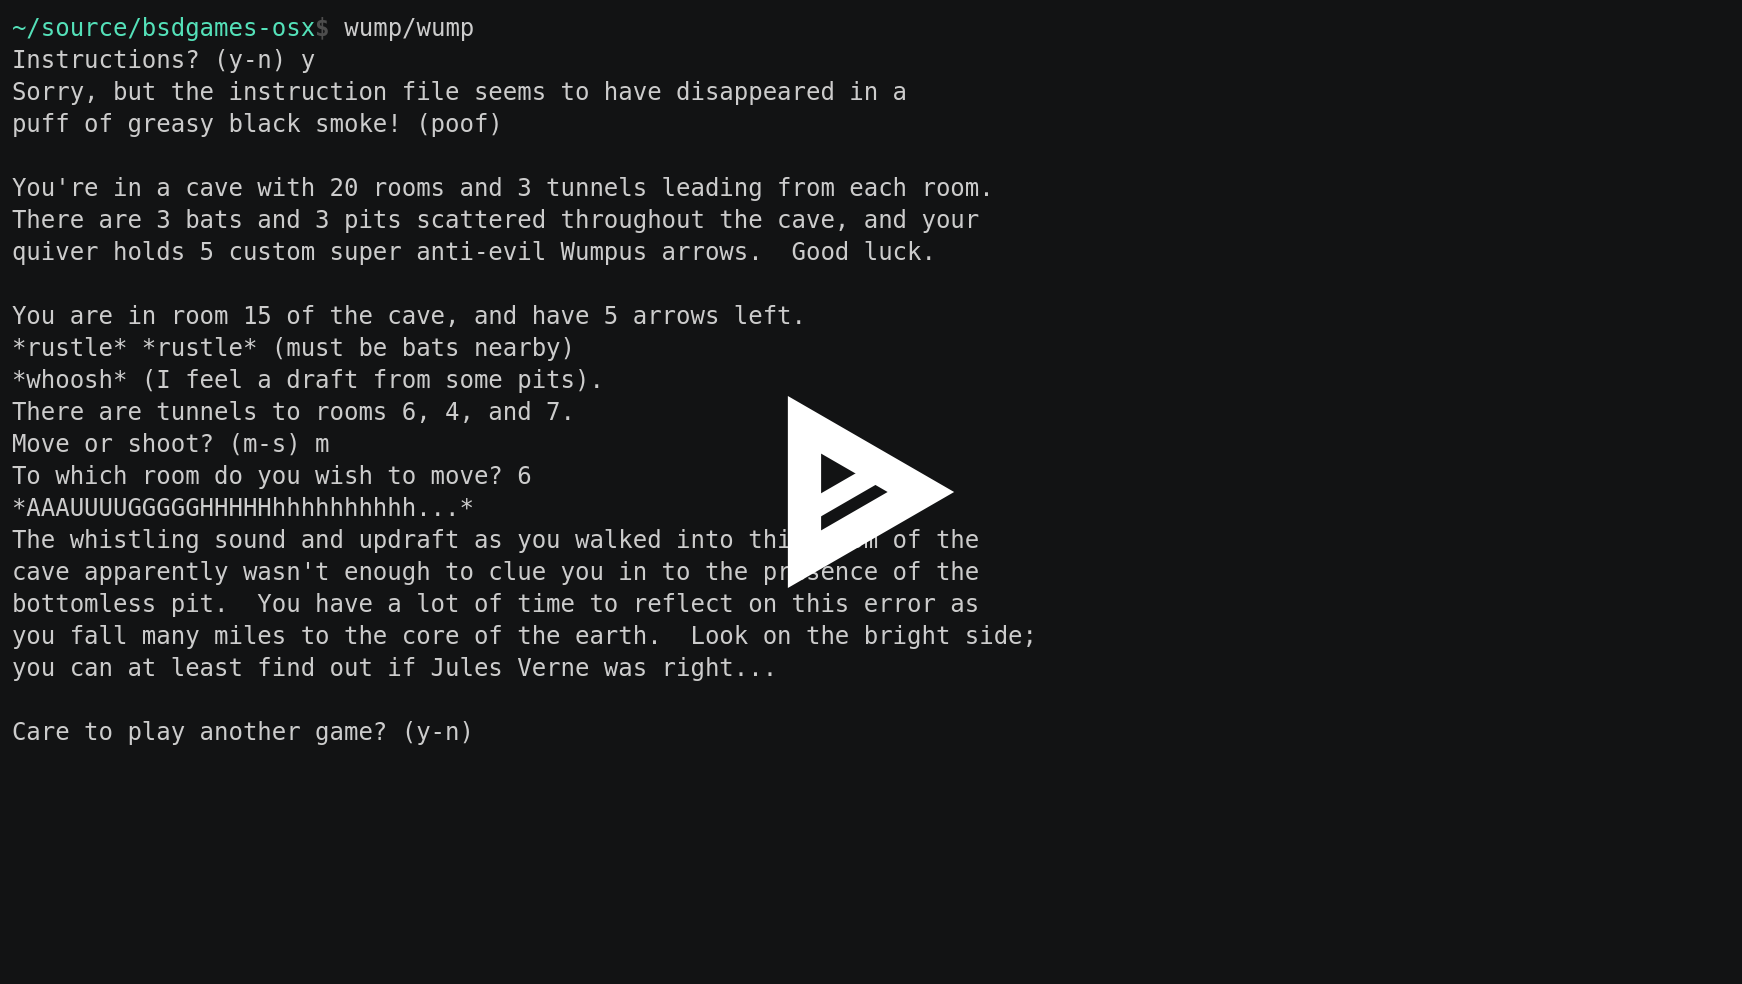 ~/source/bsdgames-osx$ wump/wump
Instructions? (y-n) y
Sorry, but the instruction file seems to have disappeared in a
puff of greasy black smoke! (poof)
You're in a cave with 20 rooms and 3 tunnels leading from each room.
There are 3 bats and 3 pits scattered throughout the cave, and your
quiver holds 5 custom super anti-evil Wumpus arrows.  Good luck.
You are in room 15 of the cave, and have 5 arrows left.
*rustle* *rustle* (must be bats nearby)
*whoosh* (I feel a draft from some pits).
There are tunnels to rooms 6, 4, and 7.
Move or shoot? (m-s) m
To which room do you wish to move? 6
*AAAUUUUGGGGGHHHHHhhhhhhhhhh...*
The whistling sound and updraft as you walked into of the
cave apparently wasn't enough to clue you in to the presence of the
bottomless pit.  You have a lot of time to reflect on this error as
you fall many miles to the core of the earth.  Look on the bright side;
you can at least find out if Jules Verne was right...
Care to play another game? (y-n)